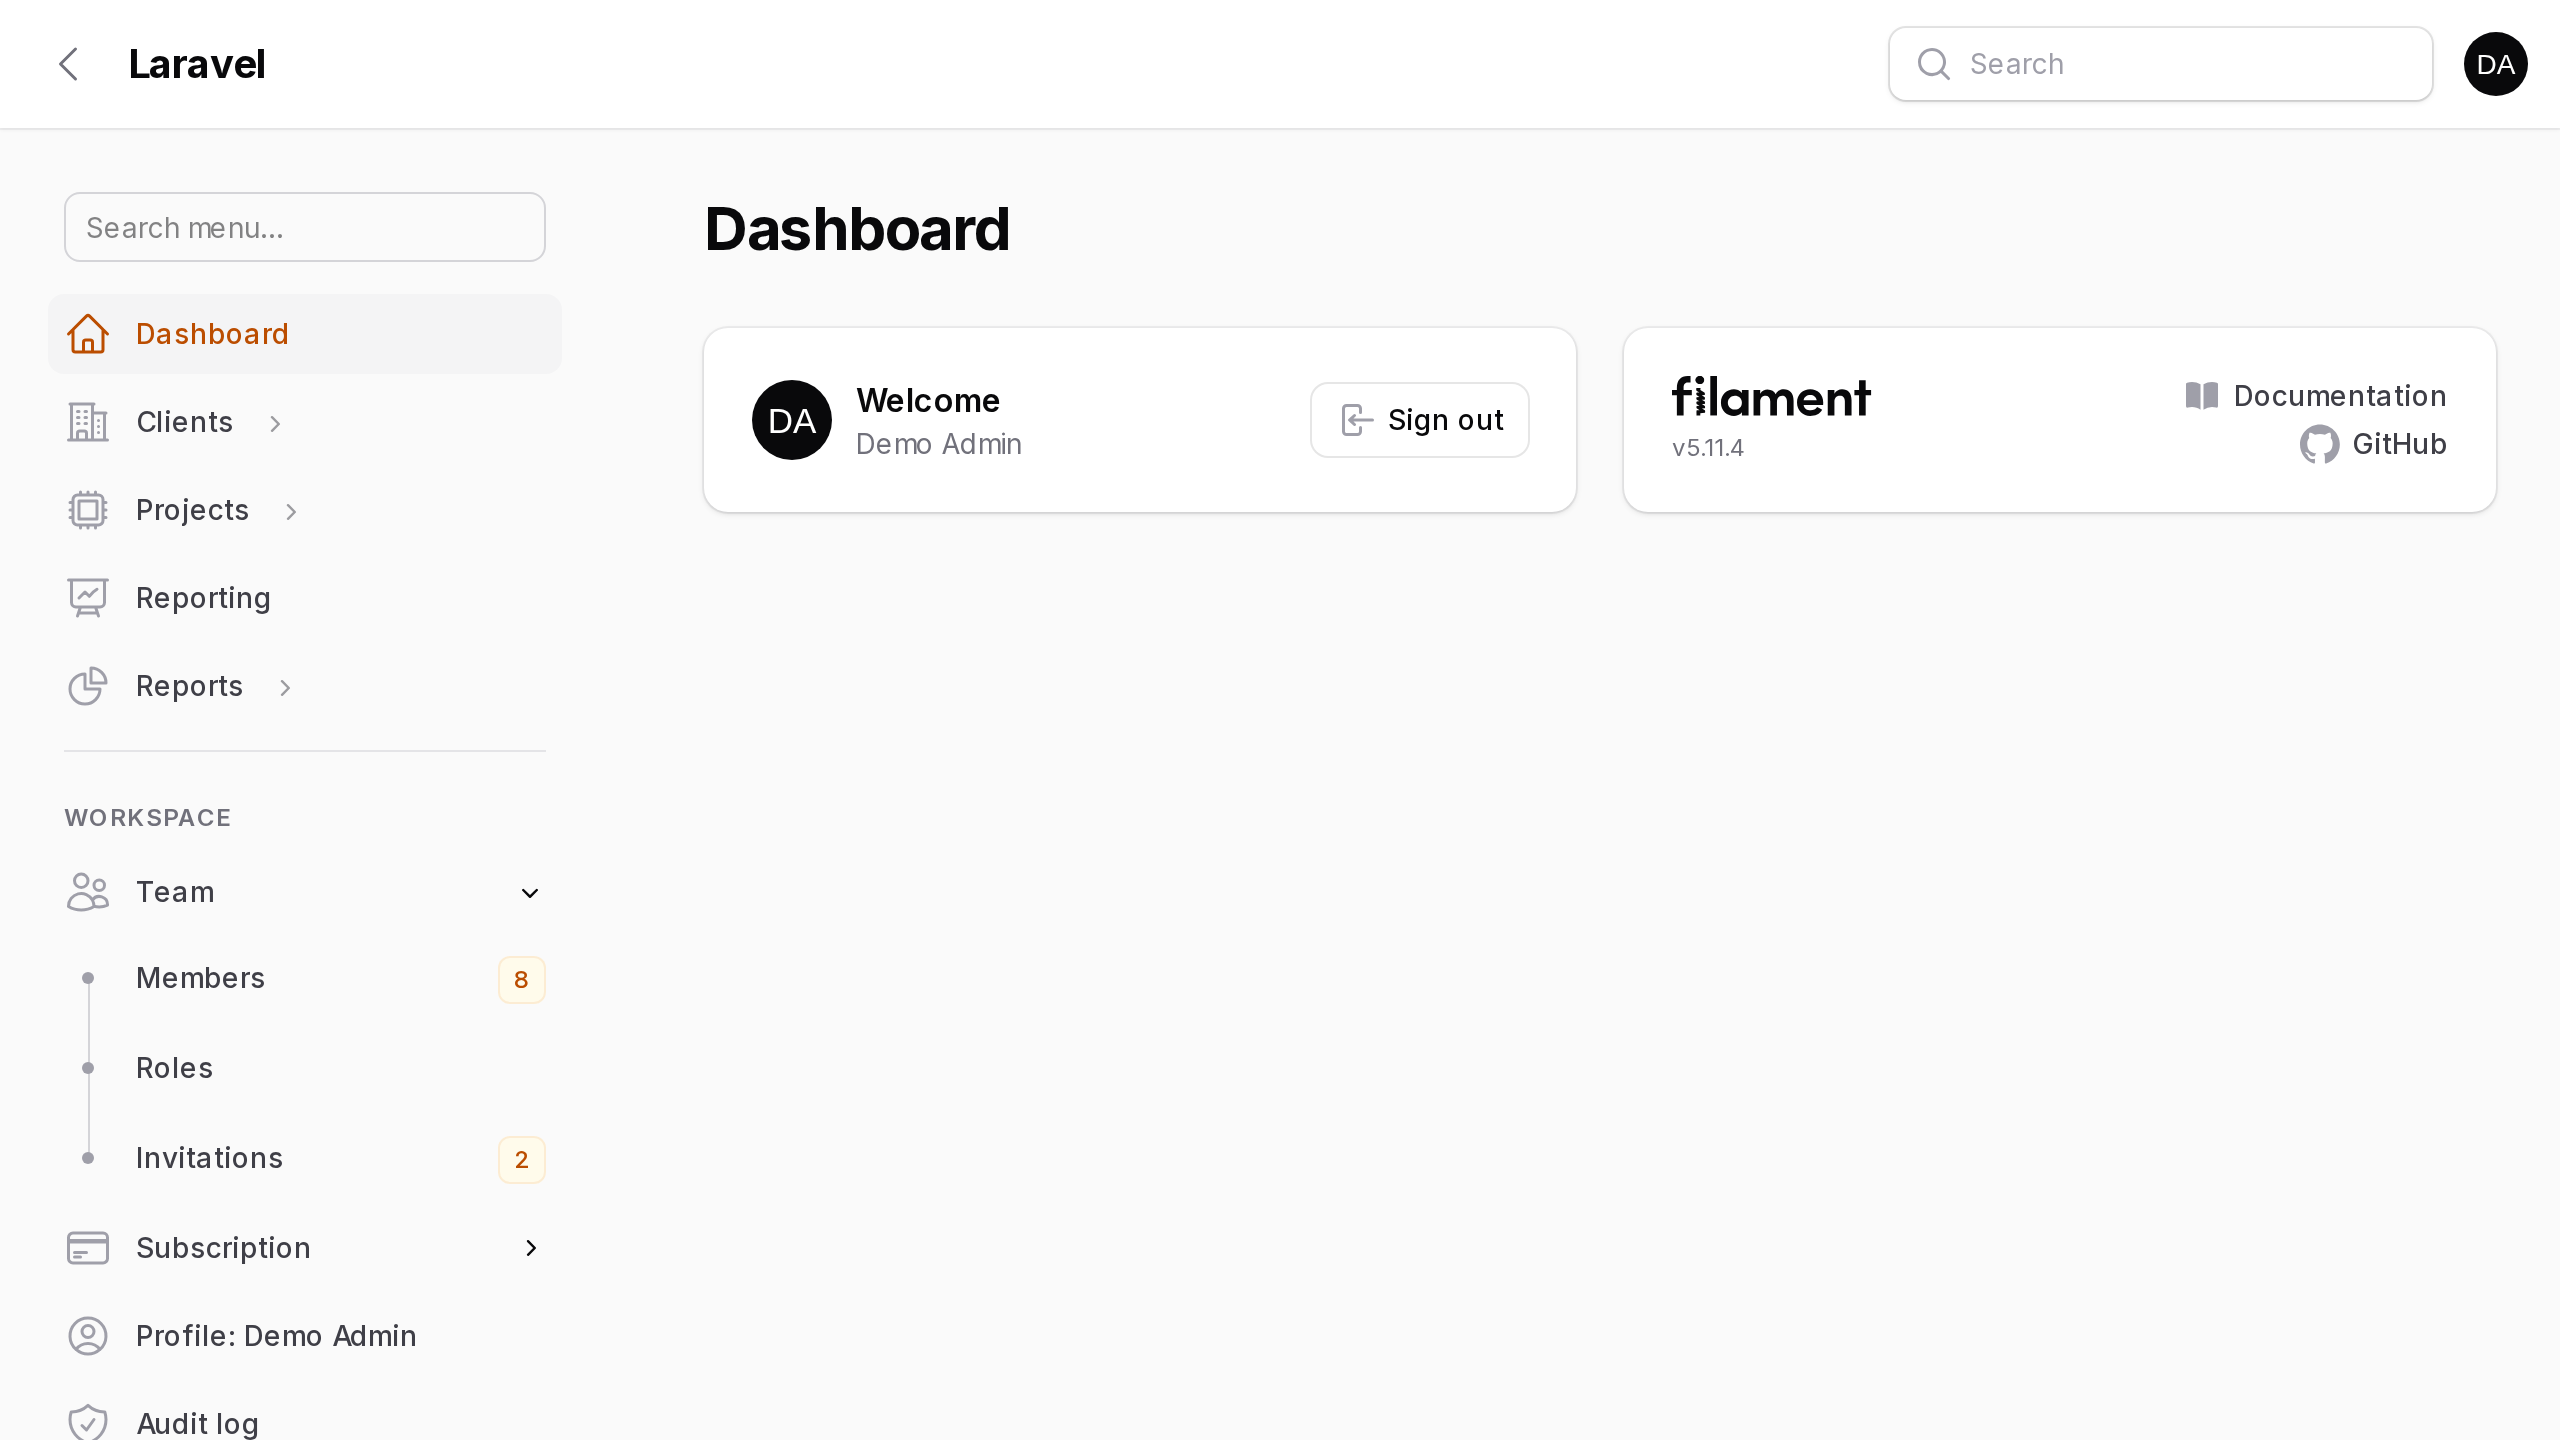 Laravel
Search
DA
Search menu...
Dashboard
Clients
Projects
Reporting
Reports
WORKSPACE
Team
Members
8
Roles
Invitations
2
Subscription
Profile: Demo Admin
Audit log
Dashboard
DA
Welcome
Demo Admin
Sign out
filament
v5.11.4
Documentation
GitHub